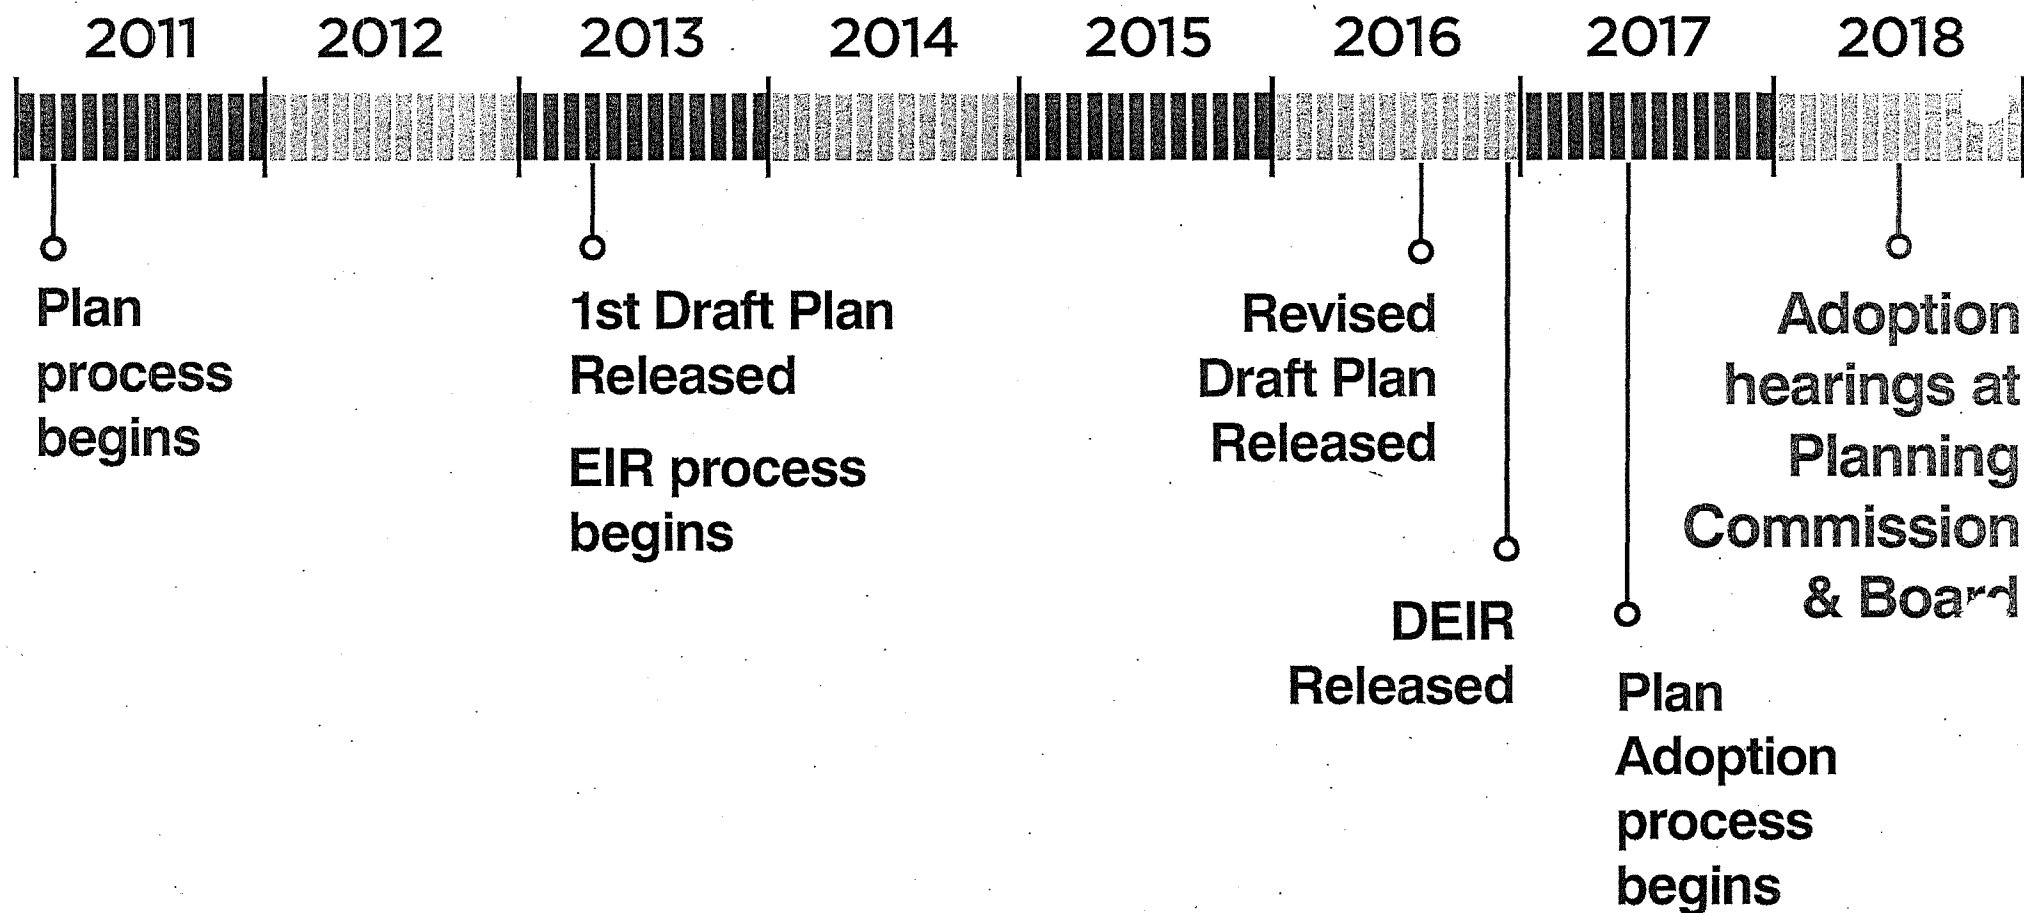 2011 2012 2013 2014 2015 2016 2017 2018
Plan
process
begins
1st Draft Plan
Released
EIR process
begins
Revised
Draft Plan
Released
DEIR
Released
Plan
Adoption
process
begins
Adoption
hearings at
Planning
Commission
& Board